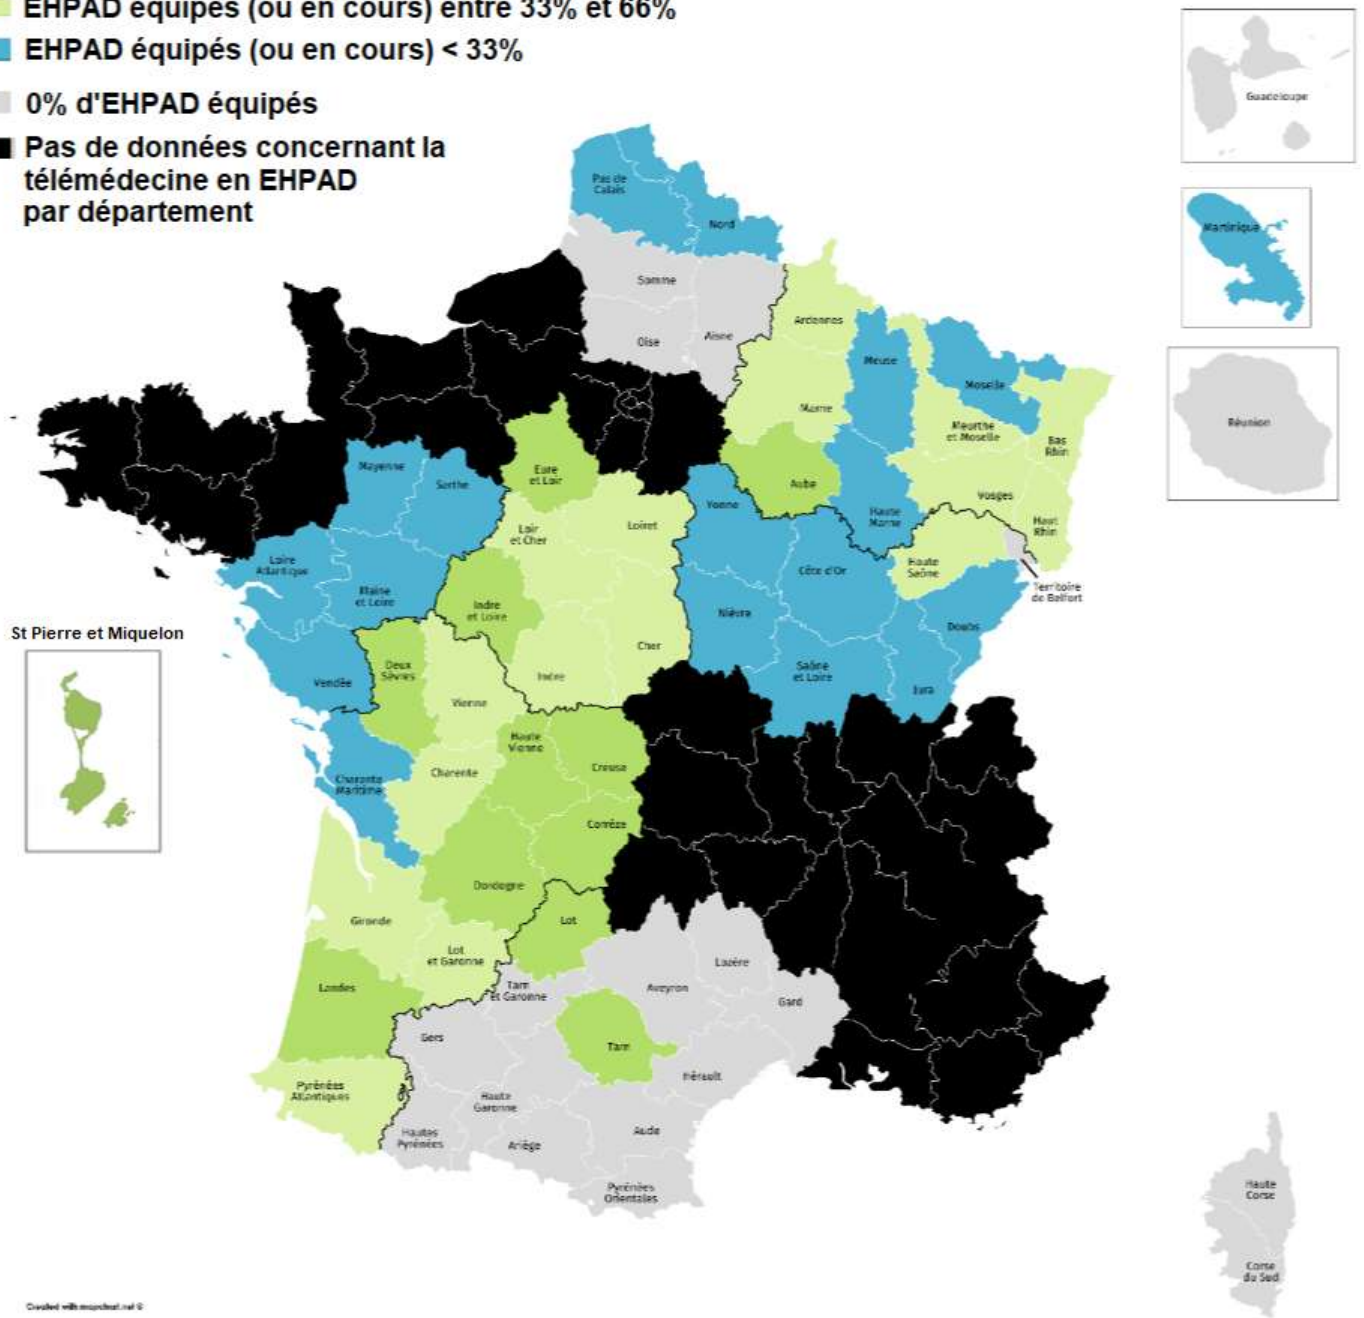 EHPAD équipés (ou en cours) entre 33% et 66%
EHPAD équipés (ou en cours) < 33%
0% d'EHPAD équipés
Pas de données concernant la
télémédecine en EHPAD
par département
Guadeloupe
Martinique
Réunion
St Pierre et Miquelon
Pas de
Calais
Nord
Somme
Oise
Aisne
Ardennes
Marne
Meuse
Moselle
Meurthe
et Moselle
Bas
Rhin
Aube
Vosges
Haute
Marne
Haut
Rhin
Mayenne
Sarthe
Eure
et Loir
Loir
et Cher
Loiret
Yonne
Côte d'Or
Haute
Saône
Territoire
de Belfort
Loire
Atlantique
Maine
et Loire
Indre
et Loire
Cher
Nièvre
Doubs
Vendée
Deux
Sèvres
Vienne
Indre
Saône
et Loire
Jura
Haute
Vienne
Creuse
Charente
Maritime
Charente
Corrèze
Dordogne
Gironde
Lot
Lot
et Garonne
Landes
Tarn
et Garonne
Aveyron
Lozère
Gard
Gers
Tarn
Hérault
Pyrénées
Atlantiques
Haute
Garonne
Hautes
Pyrénées
Ariège
Aude
Pyrénées
Orientales
Haute
Corse
Corse
du Sud
Created with mapchart.net ©